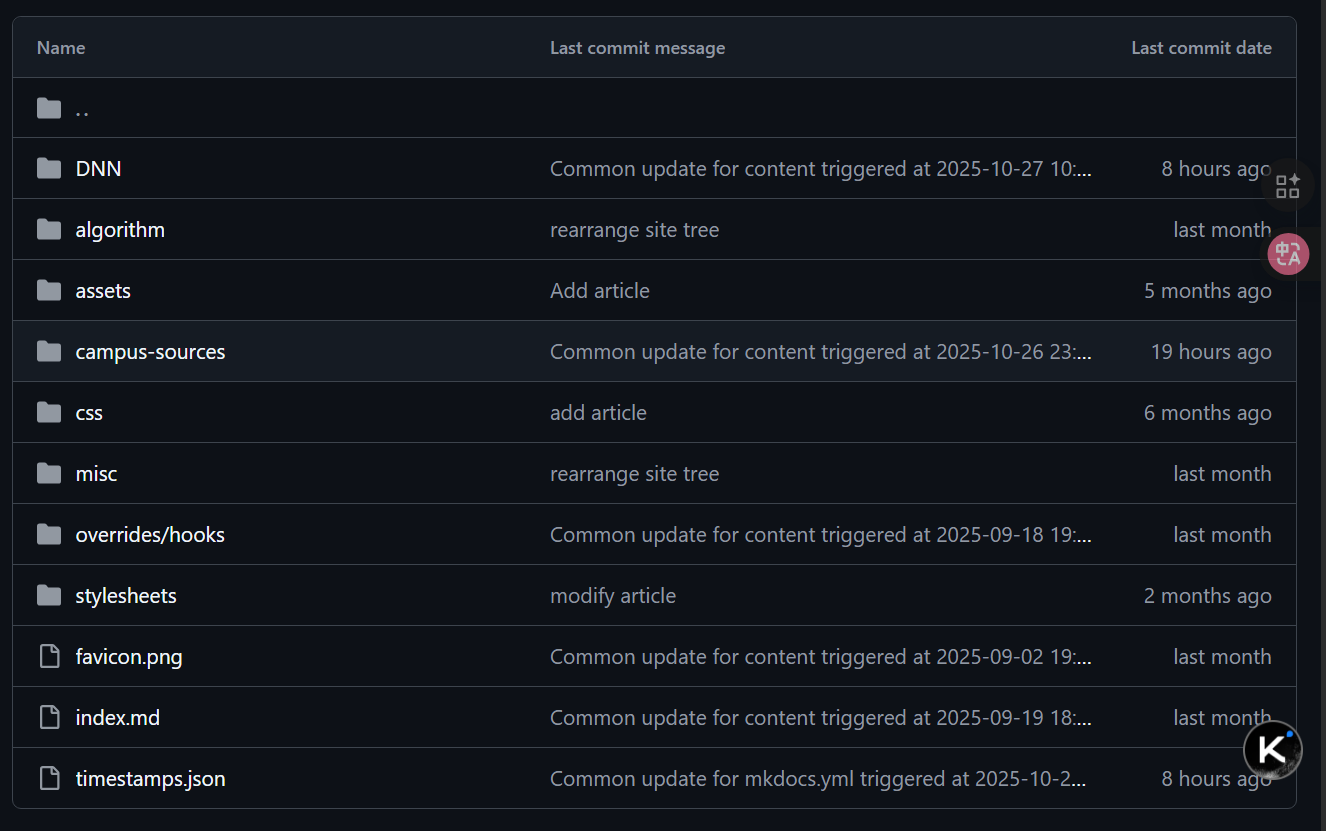 Name Last commit message Last commit date
..
DNN Common update for content triggered at 2025-10-27 10:... 8 hours ago
algorithm rearrange site tree last month
assets Add article 5 months ago
campus-sources Common update for content triggered at 2025-10-26 23:... 19 hours ago
css add article 6 months ago
misc rearrange site tree last month
overrides/hooks Common update for content triggered at 2025-09-18 19:... last month
stylesheets modify article 2 months ago
favicon.png Common update for content triggered at 2025-09-02 19:... last month
index.md Common update for content triggered at 2025-09-19 18:... last month
timestamps.json Common update for mkdocs.yml triggered at 2025-10-2... 8 hours ago
中A
K